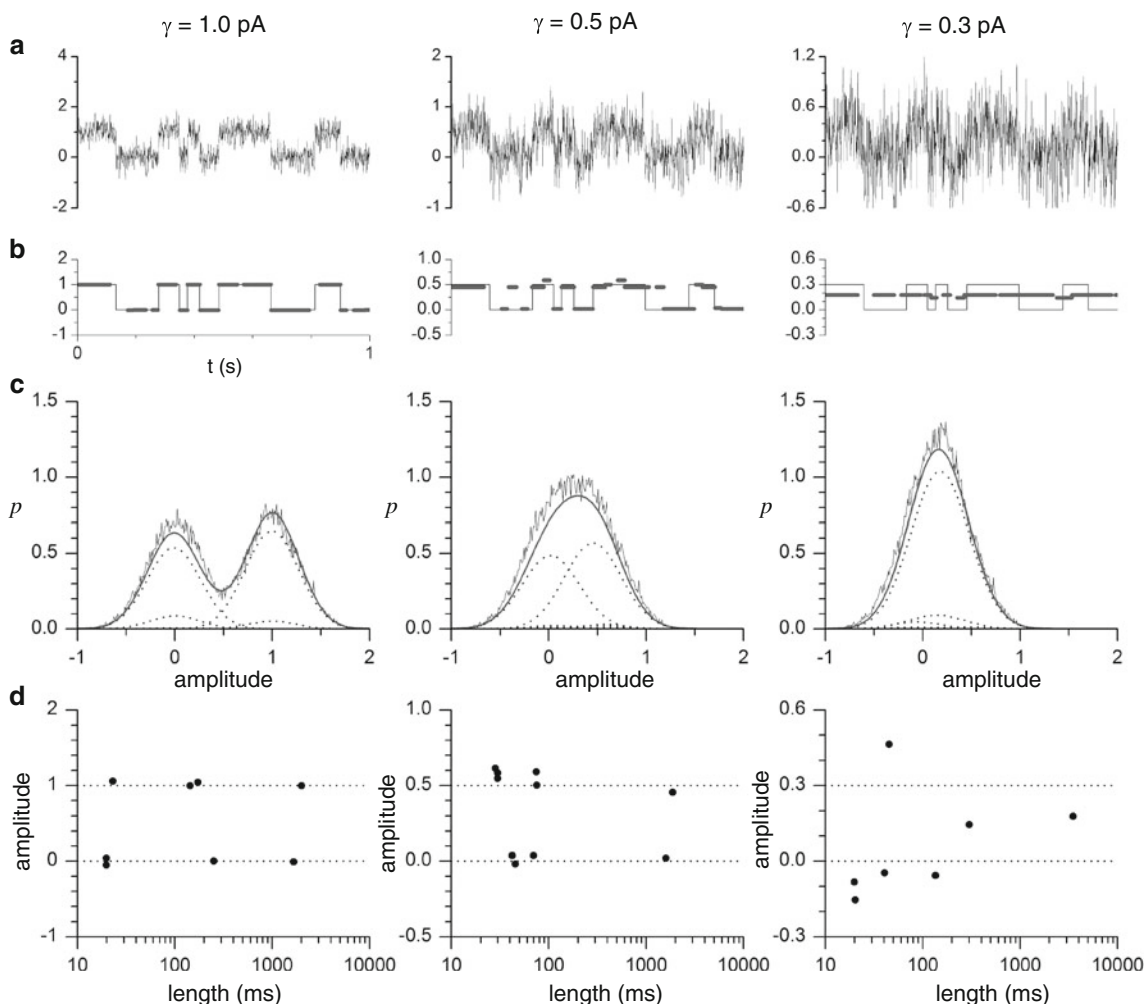 γ = 1.0 pA γ = 0.5 pA γ = 0.3 pA
a
4 2 1.2
2 1 0.6
0 0 0.0
-2 -1 -0.6
b
2 1.0 0.6
1 0.5 0.3
0 0.0 0.0
-1 -0.5 -0.3
0 1
t (s)
c
1.5 1.5 1.5
1.0 1.0 1.0
p p p
0.5 0.5 0.5
0.0 0.0 0.0
-1 0 1 2 -1 0 1 2 -1 0 1 2
amplitude amplitude amplitude
d
2 1.0 0.6
1 0.5 0.3
amplitude amplitude amplitude
0 0.0 0.0
-1 -0.5 -0.3
10 100 1000 10000 10 100 1000 10000 10 100 1000 10000
length (ms) length (ms) length (ms)